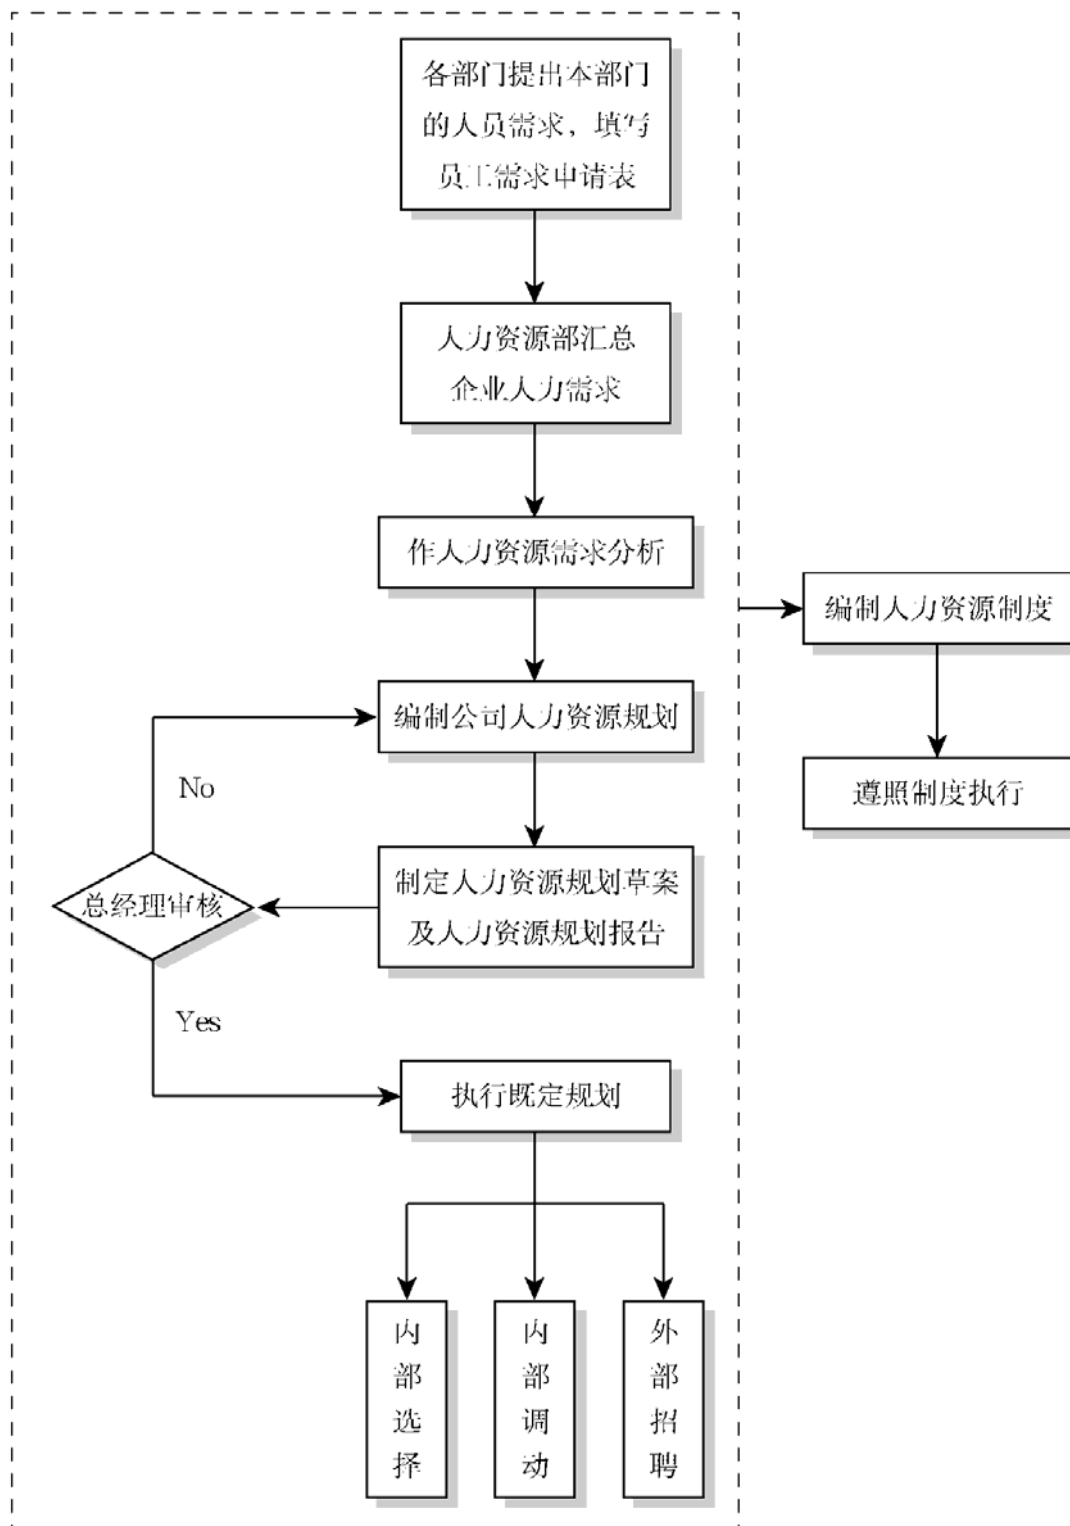 各部门提出本部门
的人员需求，填写
员工需求申请表
人力资源部汇总
企业人力需求
作人力资源需求分析
编制人力资源制度
编制公司人力资源规划
No
遵照制度执行
制定人力资源规划草案
及人力资源规划报告
总经理审核
Yes
执行既定规划
内部选择
内部调动
外部招聘